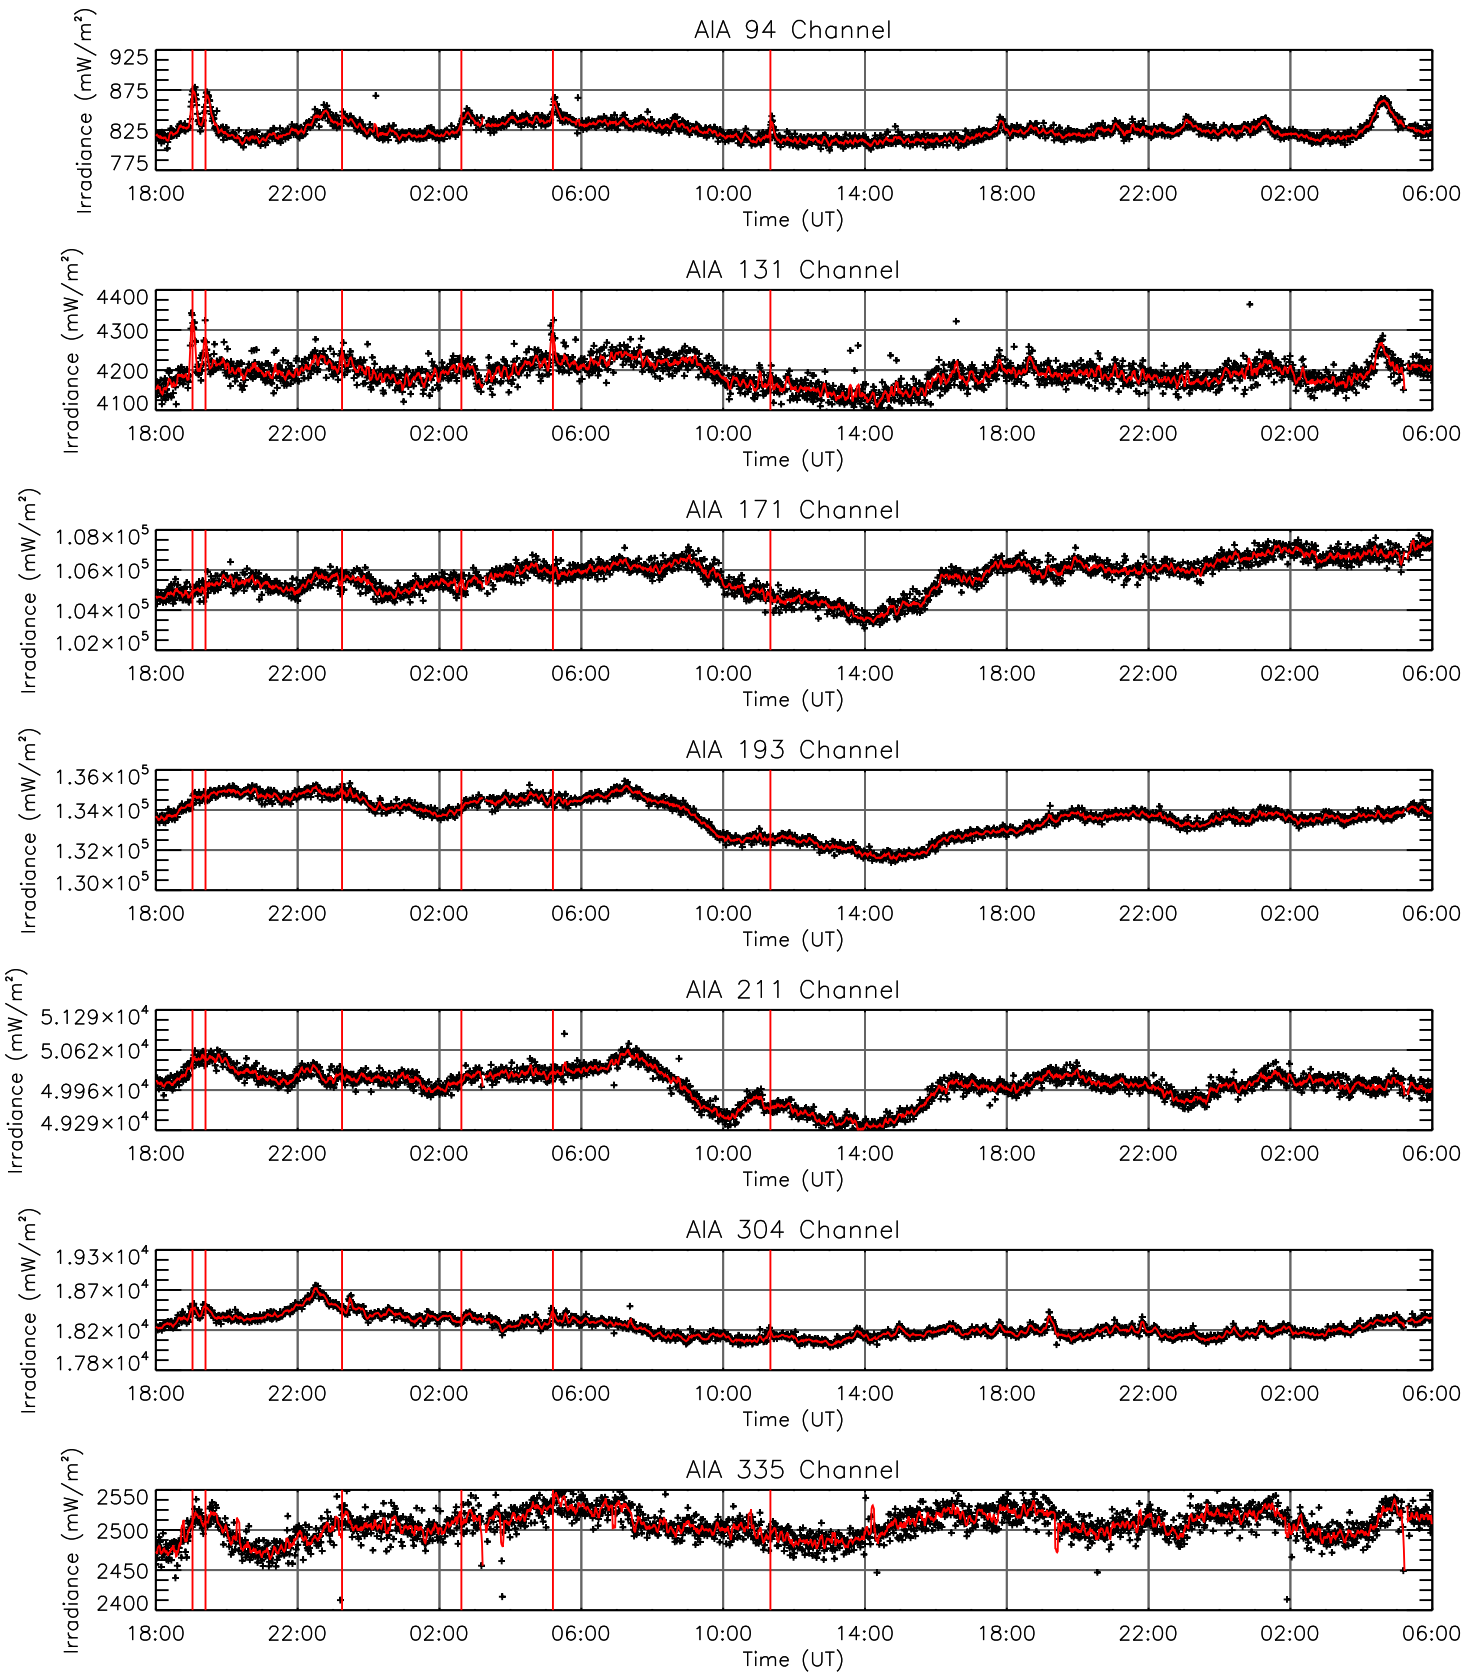 AIA 94 Channel
Irradiance (mW/m²)
925
875
825
775
18:00 22:00 02:00 06:00 10:00 14:00 18:00 22:00 02:00 06:00
Time (UT)
AIA 131 Channel
Irradiance (mW/m²)
4400
4300
4200
4100
18:00 22:00 02:00 06:00 10:00 14:00 18:00 22:00 02:00 06:00
Time (UT)
AIA 171 Channel
Irradiance (mW/m²)
1.08×10⁵
1.06×10⁵
1.04×10⁵
1.02×10⁵
18:00 22:00 02:00 06:00 10:00 14:00 18:00 22:00 02:00 06:00
Time (UT)
AIA 193 Channel
Irradiance (mW/m²)
1.36×10⁵
1.34×10⁵
1.32×10⁵
1.30×10⁵
18:00 22:00 02:00 06:00 10:00 14:00 18:00 22:00 02:00 06:00
Time (UT)
AIA 211 Channel
Irradiance (mW/m²)
5.129×10⁴
5.062×10⁴
4.996×10⁴
4.929×10⁴
18:00 22:00 02:00 06:00 10:00 14:00 18:00 22:00 02:00 06:00
Time (UT)
AIA 304 Channel
Irradiance (mW/m²)
1.93×10⁴
1.87×10⁴
1.82×10⁴
1.78×10⁴
18:00 22:00 02:00 06:00 10:00 14:00 18:00 22:00 02:00 06:00
Time (UT)
AIA 335 Channel
Irradiance (mW/m²)
2550
2500
2450
2400
18:00 22:00 02:00 06:00 10:00 14:00 18:00 22:00 02:00 06:00
Time (UT)